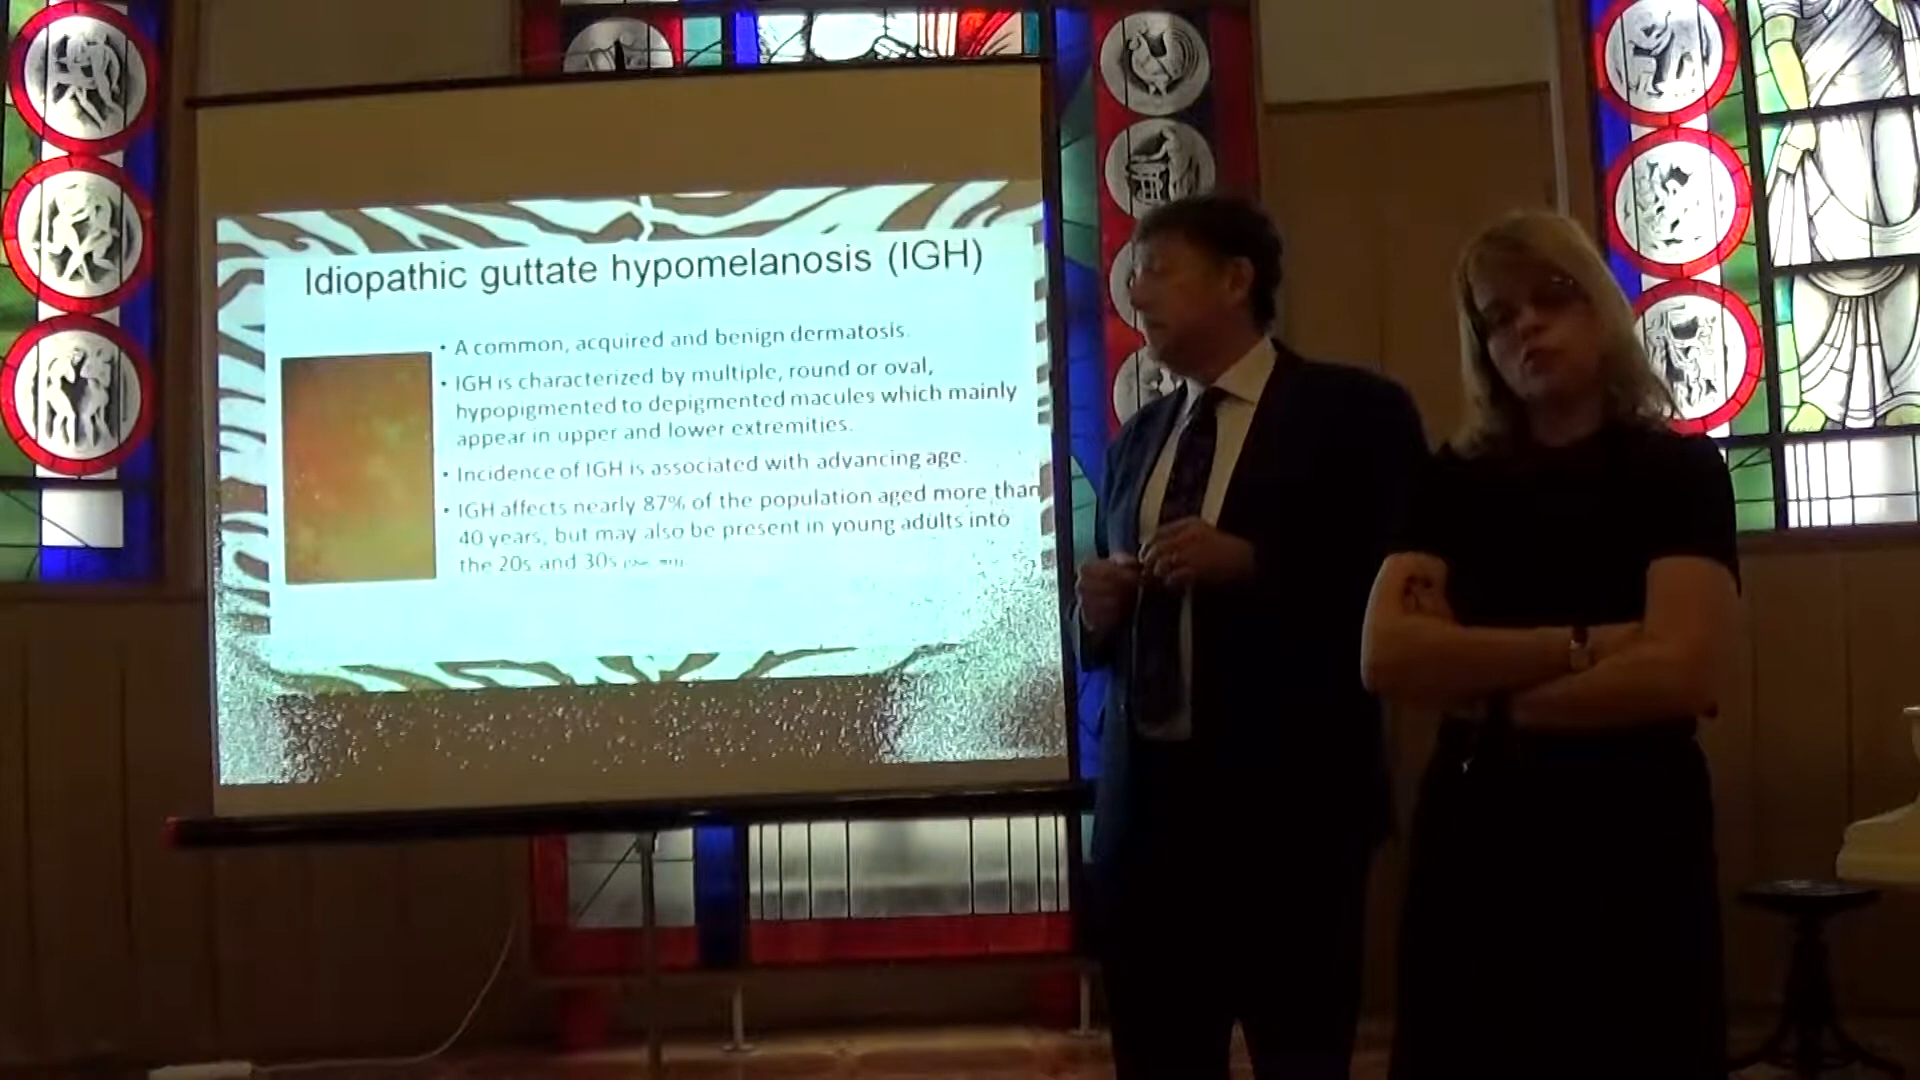 Idiopathic guttate hypomelanosis (IGH)
• A common, acquired and benign dermatosis.
• IGH is characterized by multiple, round or oval,
hypopigmented to depigmented macules which mainly
appear in upper and lower extremities.
• Incidence of IGH is associated with advancing age.
• IGH affects nearly 87% of the population aged more than
40 years, but may also be present in young adults into
the 20s and 30s